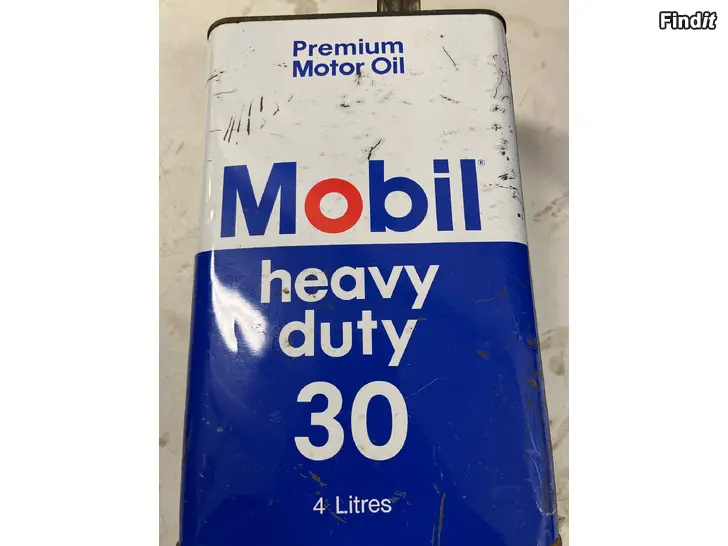 Findit
Premium
Motor Oil
Mobil®
heavy
duty
30
4 Litres